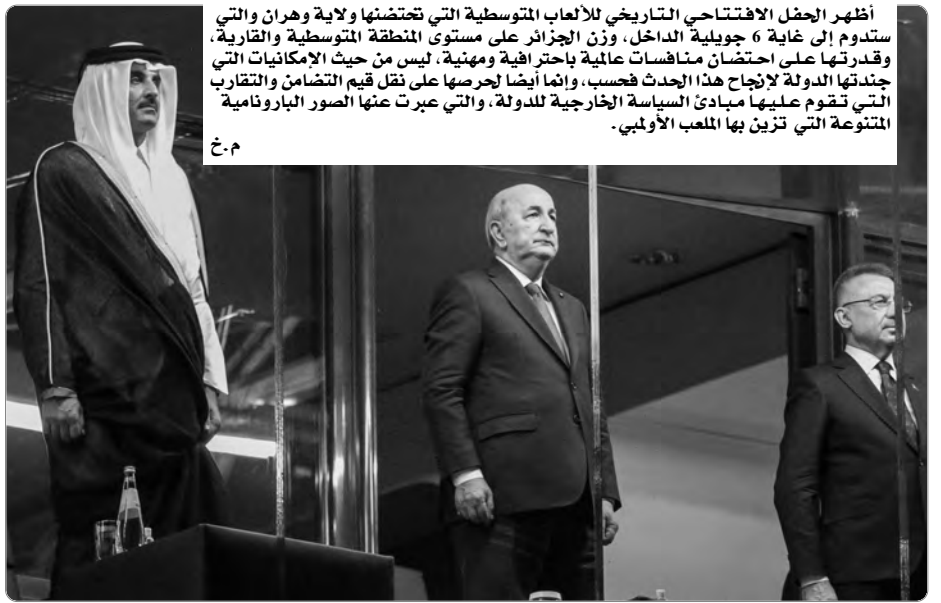 أظهر الحفل الافتتاحي التاريخي للألعاب المتوسطية التي تحتضنها ولاية وهران والتي
ستدوم إلى غاية 6 جويلية الداخل، وزن الجزائر على مستوى المنطقة المتوسطية والقارية،
وقدرتها على احتضان منافسات عالمية باحترافية ومهنية، ليس من حيث الإمكانيات التي
جندتها الدولة لإنجاح هذا الحدث فحسب، وإنما أيضا لحرصها على نقل قيم التضامن والتقارب
التي تقوم عليها مبادئ السياسة الخارجية للدولة، والتي عبرت عنها الصور البارونامية
المتنوعة التي تزين بها الملعب الأولمبي.
م.خ